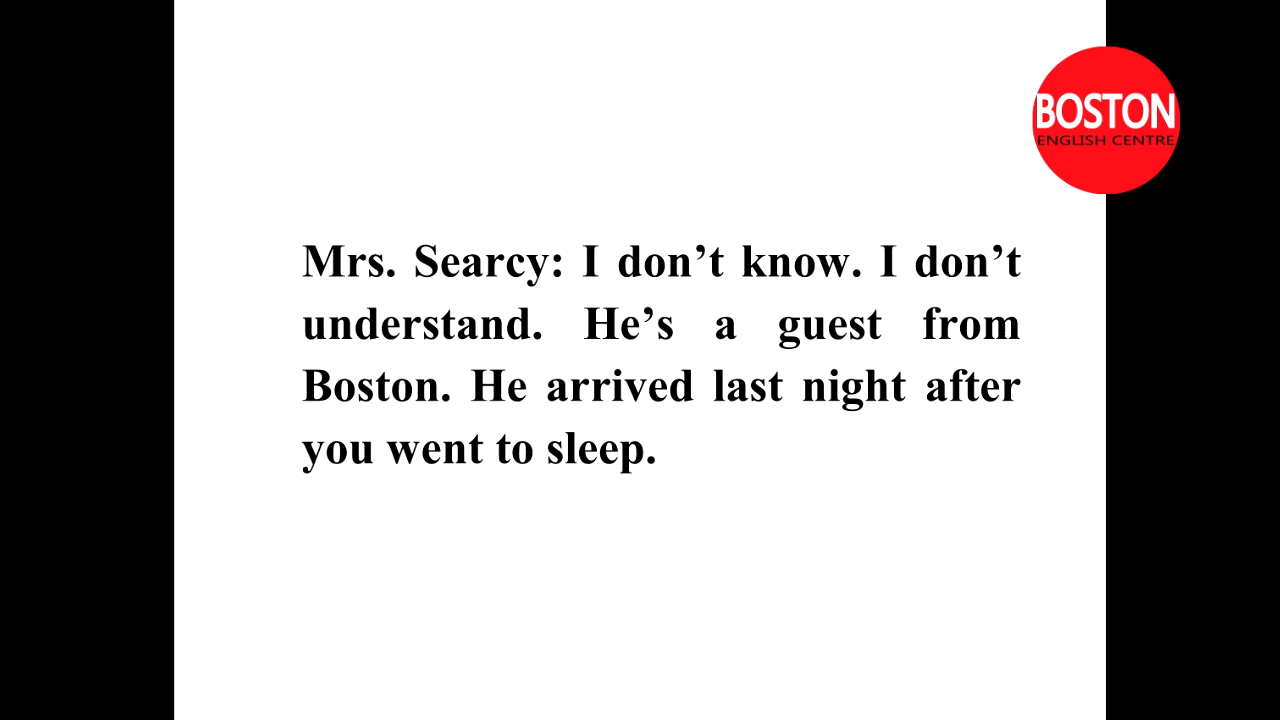 BOSTON
ENGLISH CENTRE
Mrs. Searcy: I don’t know. I don’t
understand. He’s a guest from
Boston. He arrived last night after
you went to sleep.